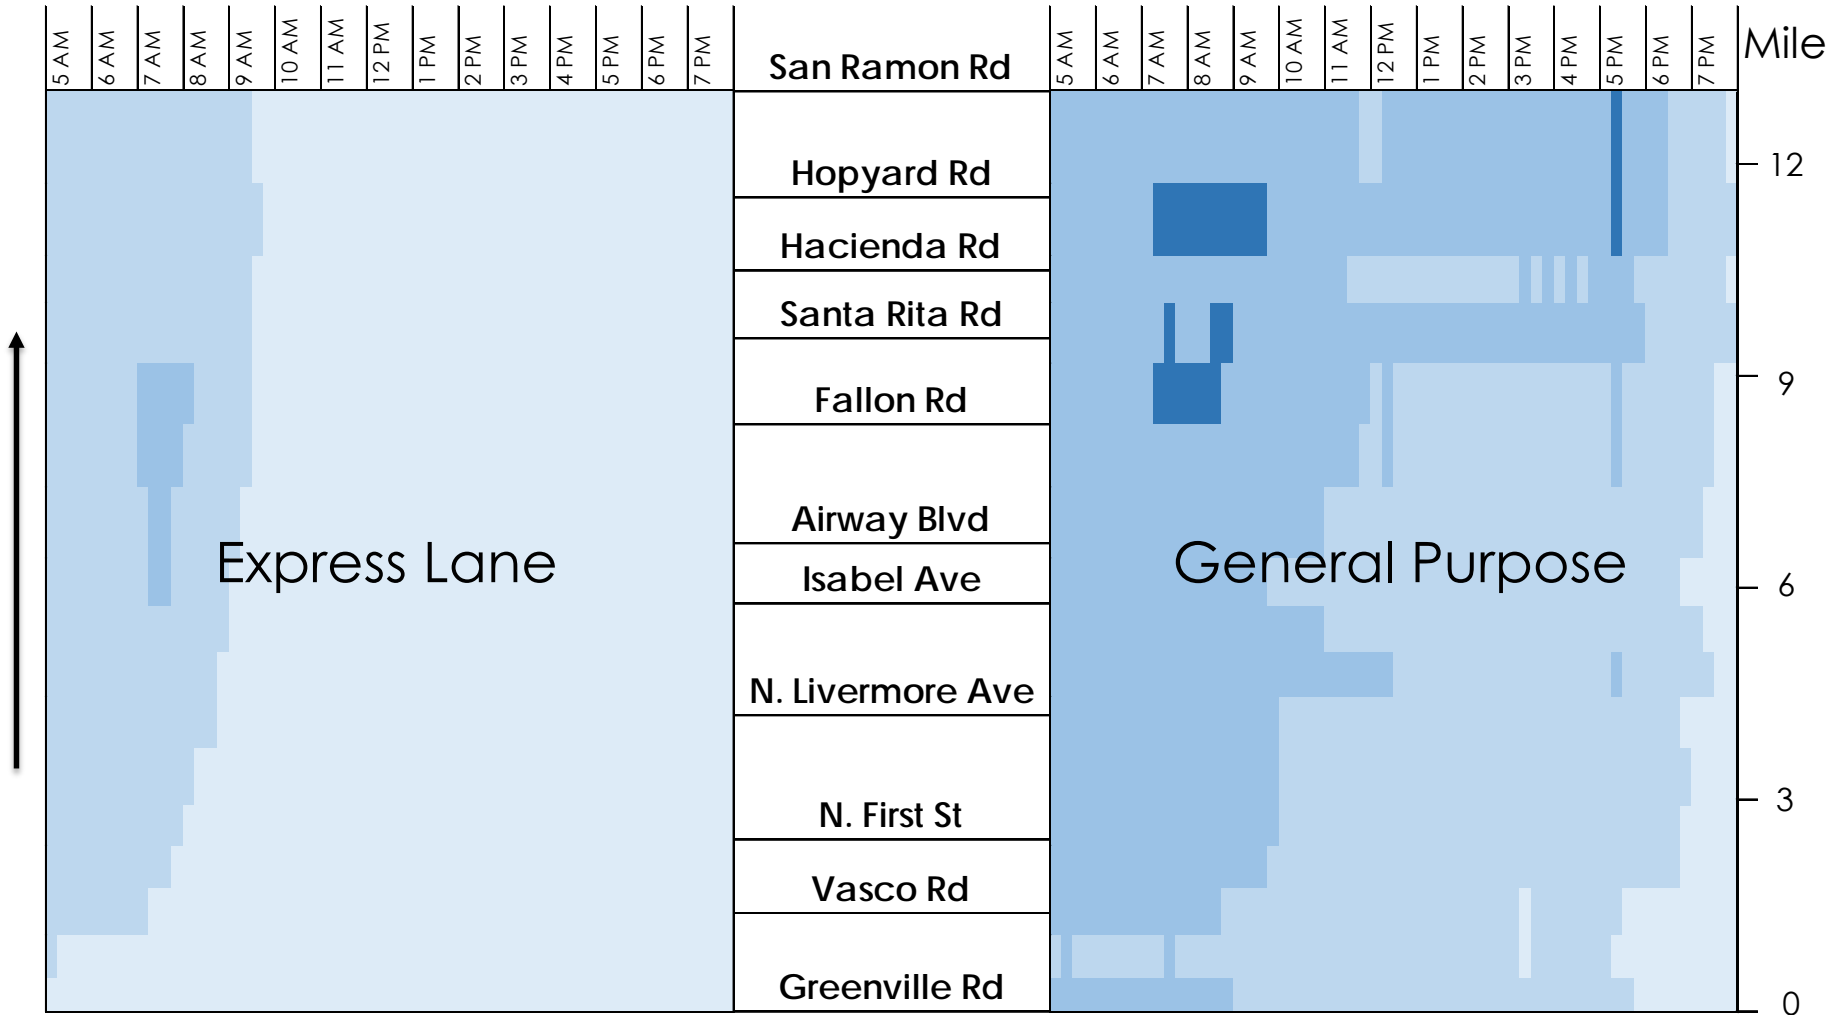 5 AM
6 AM
7 AM
8 AM
9 AM
10 AM
11 AM
12 PM
1 PM
2 PM
3 PM
4 PM
5 PM
6 PM
7 PM
San Ramon Rd
Hopyard Rd
Hacienda Rd
Santa Rita Rd
Fallon Rd
Airway Blvd
Isabel Ave
N. Livermore Ave
N. First St
Vasco Rd
Greenville Rd
Express Lane
5 AM
6 AM
7 AM
8 AM
9 AM
10 AM
11 AM
12 PM
1 PM
2 PM
3 PM
4 PM
5 PM
6 PM
7 PM
General Purpose
Mile
12
9
6
3
0